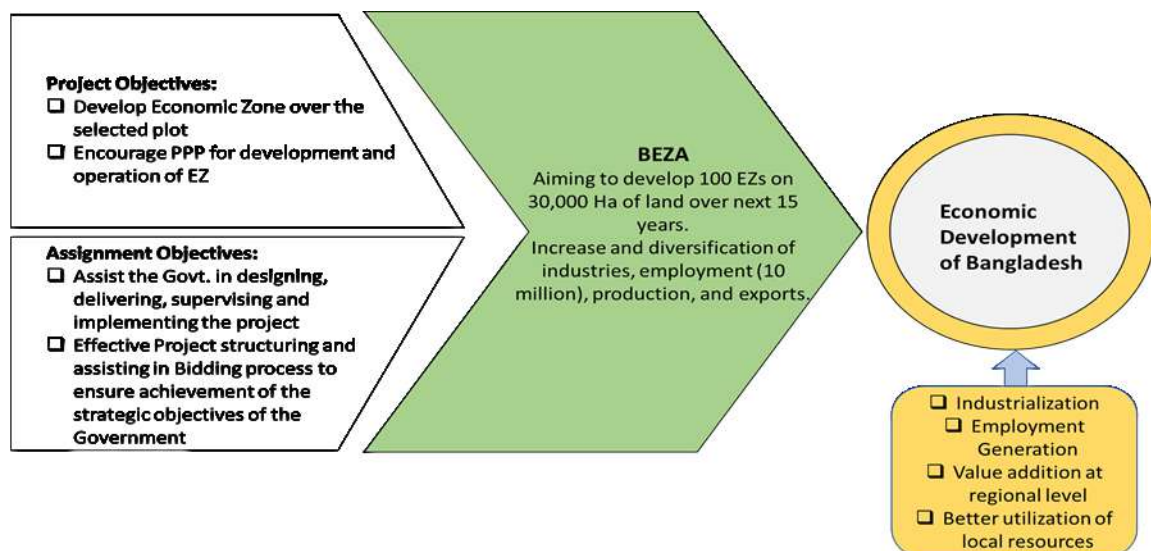 Project Objectives:
❑ Develop Economic Zone over the
selected plot
❑ Encourage PPP for development and
operation of EZ
Assignment Objectives:
❑ Assist the Govt. in designing,
delivering, supervising and
implementing the project
❑ Effective Project structuring and
assisting in Bidding process to
ensure achievement of the
strategic objectives of the
Government
BEZA
Aiming to develop 100 EZs on
30,000 Ha of land over next 15
years.
Increase and diversification of
industries, employment (10
million), production, and exports.
Economic
Development
of Bangladesh
❑ Industrialization
❑ Employment
Generation
❑ Value addition at
regional level
❑ Better utilization of
local resources